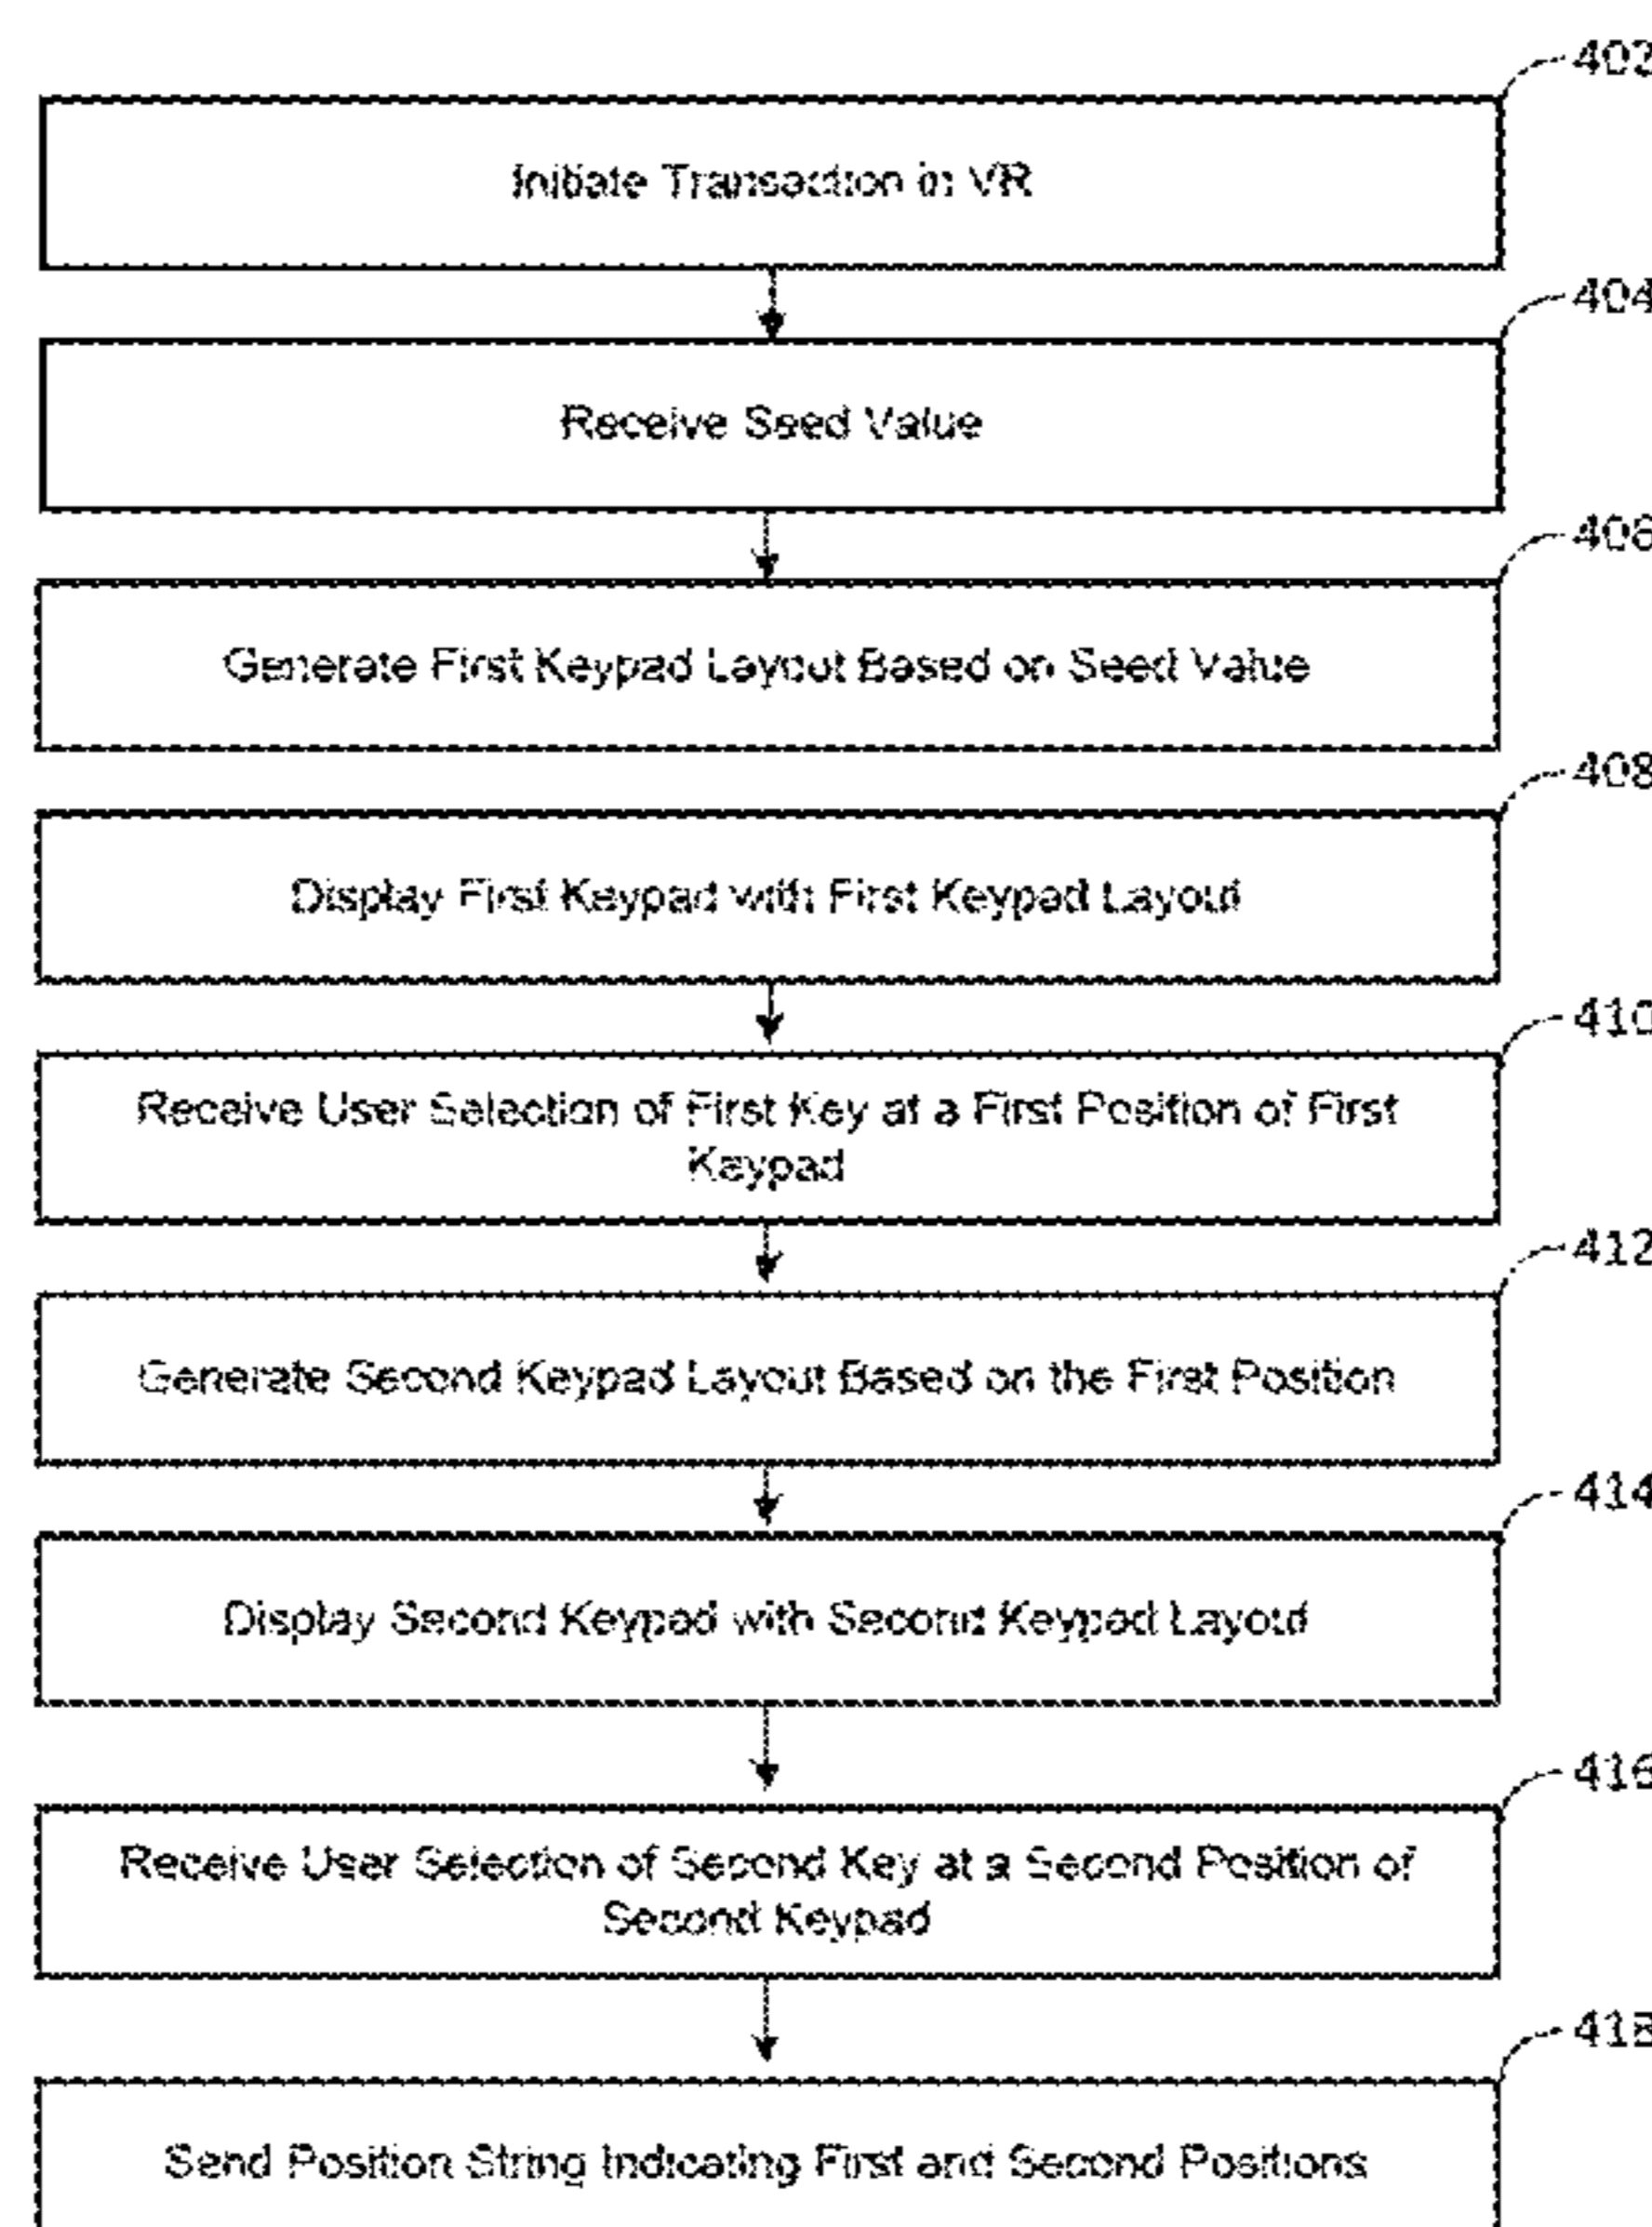 402
Initiate Transaction in VR
404
Receive Seed Value
406
Generate First Keypad Layout Based on Seed Value
408
Display First Keypad with First Keypad Layout
410
Receive User Selection of First Key at a First Position of First
Keypad
412
Generate Second Keypad Layout Based on the First Position
414
Display Second Keypad with Second Keypad Layout
416
Receive User Selection of Second Key at a Second Position of
Second Keypad
418
Send Position String Indicating First and Second Positions